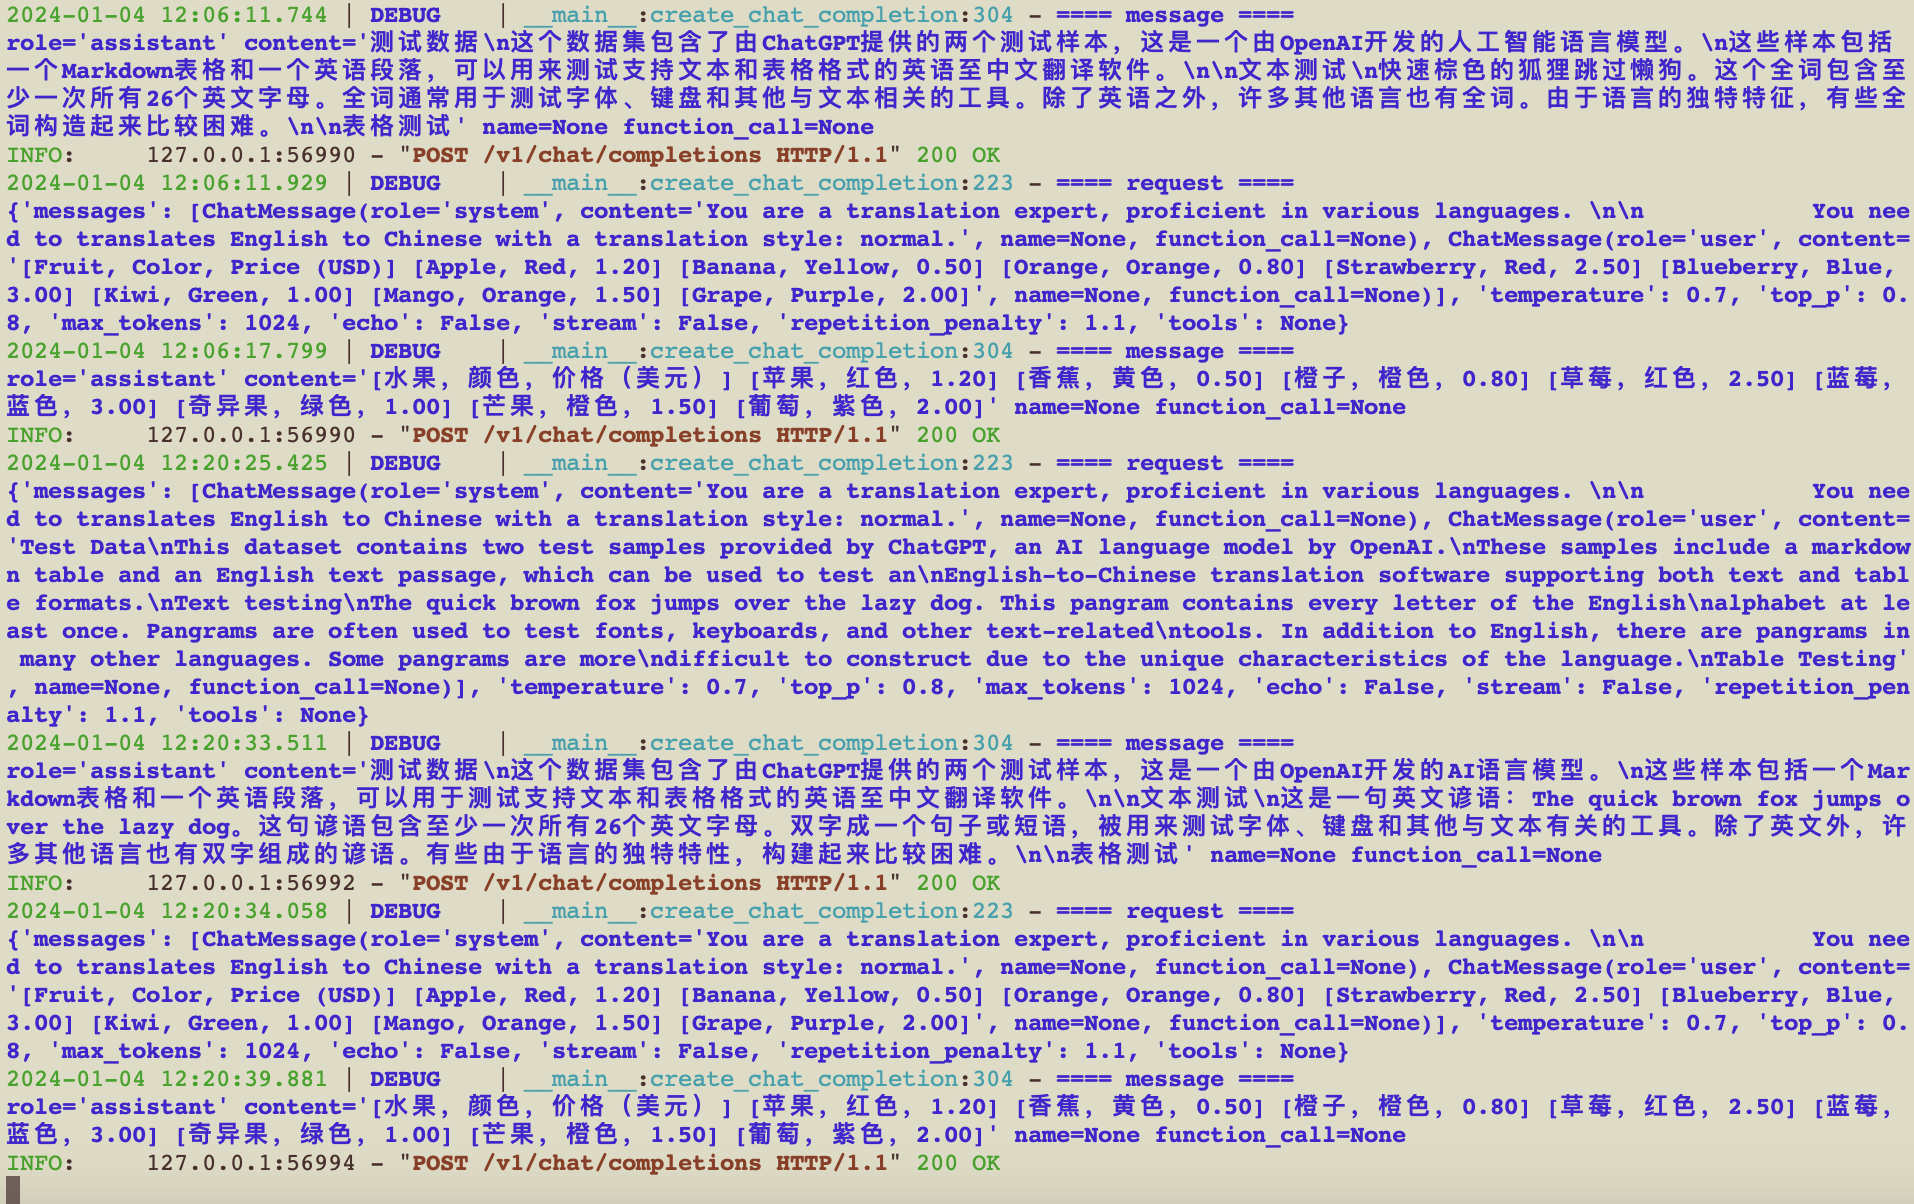 2024-01-04 12:06:11.744 | DEBUG    | __main__:create_chat_completion:304 - ==== message ====
role='assistant' content='测试数据\n这个数据集包含了由ChatGPT提供的两个测试样本，这是一个由OpenAI开发的人工智能语言模型。\n这些样本包括
一个Markdown表格和一个英语段落，可以用来测试支持文本和表格格式的英语至中文翻译软件。\n\n文本测试\n快速棕色的狐狸跳过懒狗。这个全词包含至
少一次所有26个英文字母。全词通常用于测试字体、键盘和其他与文本相关的工具。除了英语之外，许多其他语言也有全词。由于语言的独特特征，有些全
词构造起来比较困难。\n\n表格测试' name=None function_call=None
INFO:     127.0.0.1:56990 - "POST /v1/chat/completions HTTP/1.1" 200 OK
2024-01-04 12:06:11.929 | DEBUG    | __main__:create_chat_completion:223 - ==== request ====
{'messages': [ChatMessage(role='system', content='You are a translation expert, proficient in various languages. \n\n            You nee
d to translates English to Chinese with a translation style: normal.', name=None, function_call=None), ChatMessage(role='user', content=
'[Fruit, Color, Price (USD)] [Apple, Red, 1.20] [Banana, Yellow, 0.50] [Orange, Orange, 0.80] [Strawberry, Red, 2.50] [Blueberry, Blue,
3.00] [Kiwi, Green, 1.00] [Mango, Orange, 1.50] [Grape, Purple, 2.00]', name=None, function_call=None)], 'temperature': 0.7, 'top_p': 0.
8, 'max_tokens': 1024, 'echo': False, 'stream': False, 'repetition_penalty': 1.1, 'tools': None}
2024-01-04 12:06:17.799 | DEBUG    | __main__:create_chat_completion:304 - ==== message ====
role='assistant' content='[水果，颜色，价格（美元）] [苹果，红色，1.20] [香蕉，黄色，0.50] [橙子，橙色，0.80] [草莓，红色，2.50] [蓝莓，
蓝色，3.00] [奇异果，绿色，1.00] [芒果，橙色，1.50] [葡萄，紫色，2.00]' name=None function_call=None
INFO:     127.0.0.1:56990 - "POST /v1/chat/completions HTTP/1.1" 200 OK
2024-01-04 12:20:25.425 | DEBUG    | __main__:create_chat_completion:223 - ==== request ====
{'messages': [ChatMessage(role='system', content='You are a translation expert, proficient in various languages. \n\n            You nee
d to translates English to Chinese with a translation style: normal.', name=None, function_call=None), ChatMessage(role='user', content=
'Test Data\nThis dataset contains two test samples provided by ChatGPT, an AI language model by OpenAI.\nThese samples include a markdow
n table and an English text passage, which can be used to test an\nEnglish-to-Chinese translation software supporting both text and tabl
e formats.\nText testing\nThe quick brown fox jumps over the lazy dog. This pangram contains every letter of the English\nalphabet at le
ast once. Pangrams are often used to test fonts, keyboards, and other text-related\ntools. In addition to English, there are pangrams in
 many other languages. Some pangrams are more\ndifficult to construct due to the unique characteristics of the language.\nTable Testing'
, name=None, function_call=None)], 'temperature': 0.7, 'top_p': 0.8, 'max_tokens': 1024, 'echo': False, 'stream': False, 'repetition_pen
alty': 1.1, 'tools': None}
2024-01-04 12:20:33.511 | DEBUG    | __main__:create_chat_completion:304 - ==== message ====
role='assistant' content='测试数据\n这个数据集包含了由ChatGPT提供的两个测试样本，这是一个由OpenAI开发的AI语言模型。\n这些样本包括一个Mar
kdown表格和一个英语段落，可以用于测试支持文本和表格格式的英语至中文翻译软件。\n\n文本测试\n这是一句英文谚语：The quick brown fox jumps o
ver the lazy dog。这句谚语包含至少一次所有26个英文字母。双字成一个句子或短语，被用来测试字体、键盘和其他与文本有关的工具。除了英文外，许
多其他语言也有双字组成的谚语。有些由于语言的独特特性，构建起来比较困难。\n\n表格测试' name=None function_call=None
INFO:     127.0.0.1:56992 - "POST /v1/chat/completions HTTP/1.1" 200 OK
2024-01-04 12:20:34.058 | DEBUG    | __main__:create_chat_completion:223 - ==== request ====
{'messages': [ChatMessage(role='system', content='You are a translation expert, proficient in various languages. \n\n            You nee
d to translates English to Chinese with a translation style: normal.', name=None, function_call=None), ChatMessage(role='user', content=
'[Fruit, Color, Price (USD)] [Apple, Red, 1.20] [Banana, Yellow, 0.50] [Orange, Orange, 0.80] [Strawberry, Red, 2.50] [Blueberry, Blue,
3.00] [Kiwi, Green, 1.00] [Mango, Orange, 1.50] [Grape, Purple, 2.00]', name=None, function_call=None)], 'temperature': 0.7, 'top_p': 0.
8, 'max_tokens': 1024, 'echo': False, 'stream': False, 'repetition_penalty': 1.1, 'tools': None}
2024-01-04 12:20:39.881 | DEBUG    | __main__:create_chat_completion:304 - ==== message ====
role='assistant' content='[水果，颜色，价格（美元）] [苹果，红色，1.20] [香蕉，黄色，0.50] [橙子，橙色，0.80] [草莓，红色，2.50] [蓝莓，
蓝色，3.00] [奇异果，绿色，1.00] [芒果，橙色，1.50] [葡萄，紫色，2.00]' name=None function_call=None
INFO:     127.0.0.1:56994 - "POST /v1/chat/completions HTTP/1.1" 200 OK